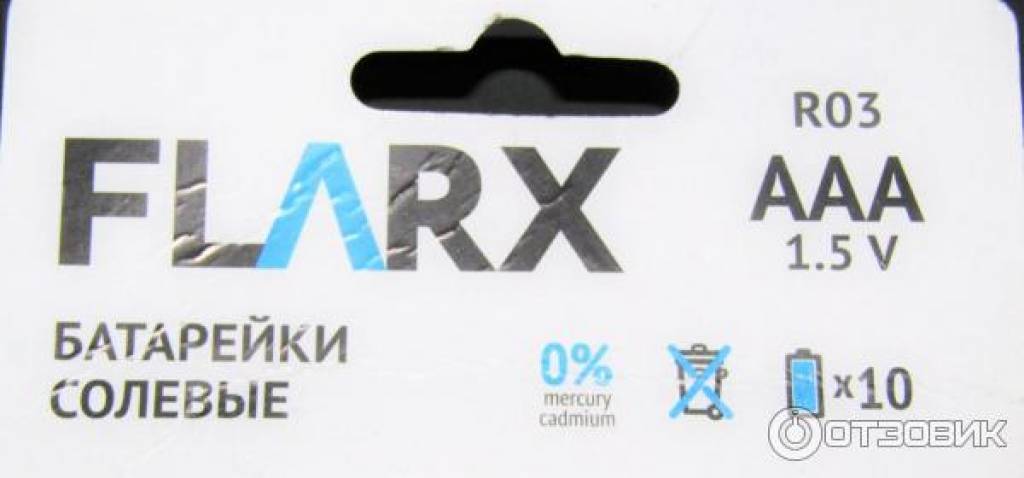 FLARX
R03
AAA
1.5 V
БАТАРЕЙКИ
СОЛЕВЫЕ
0%
mercury
cadmium
x10
ОТЗОВИК